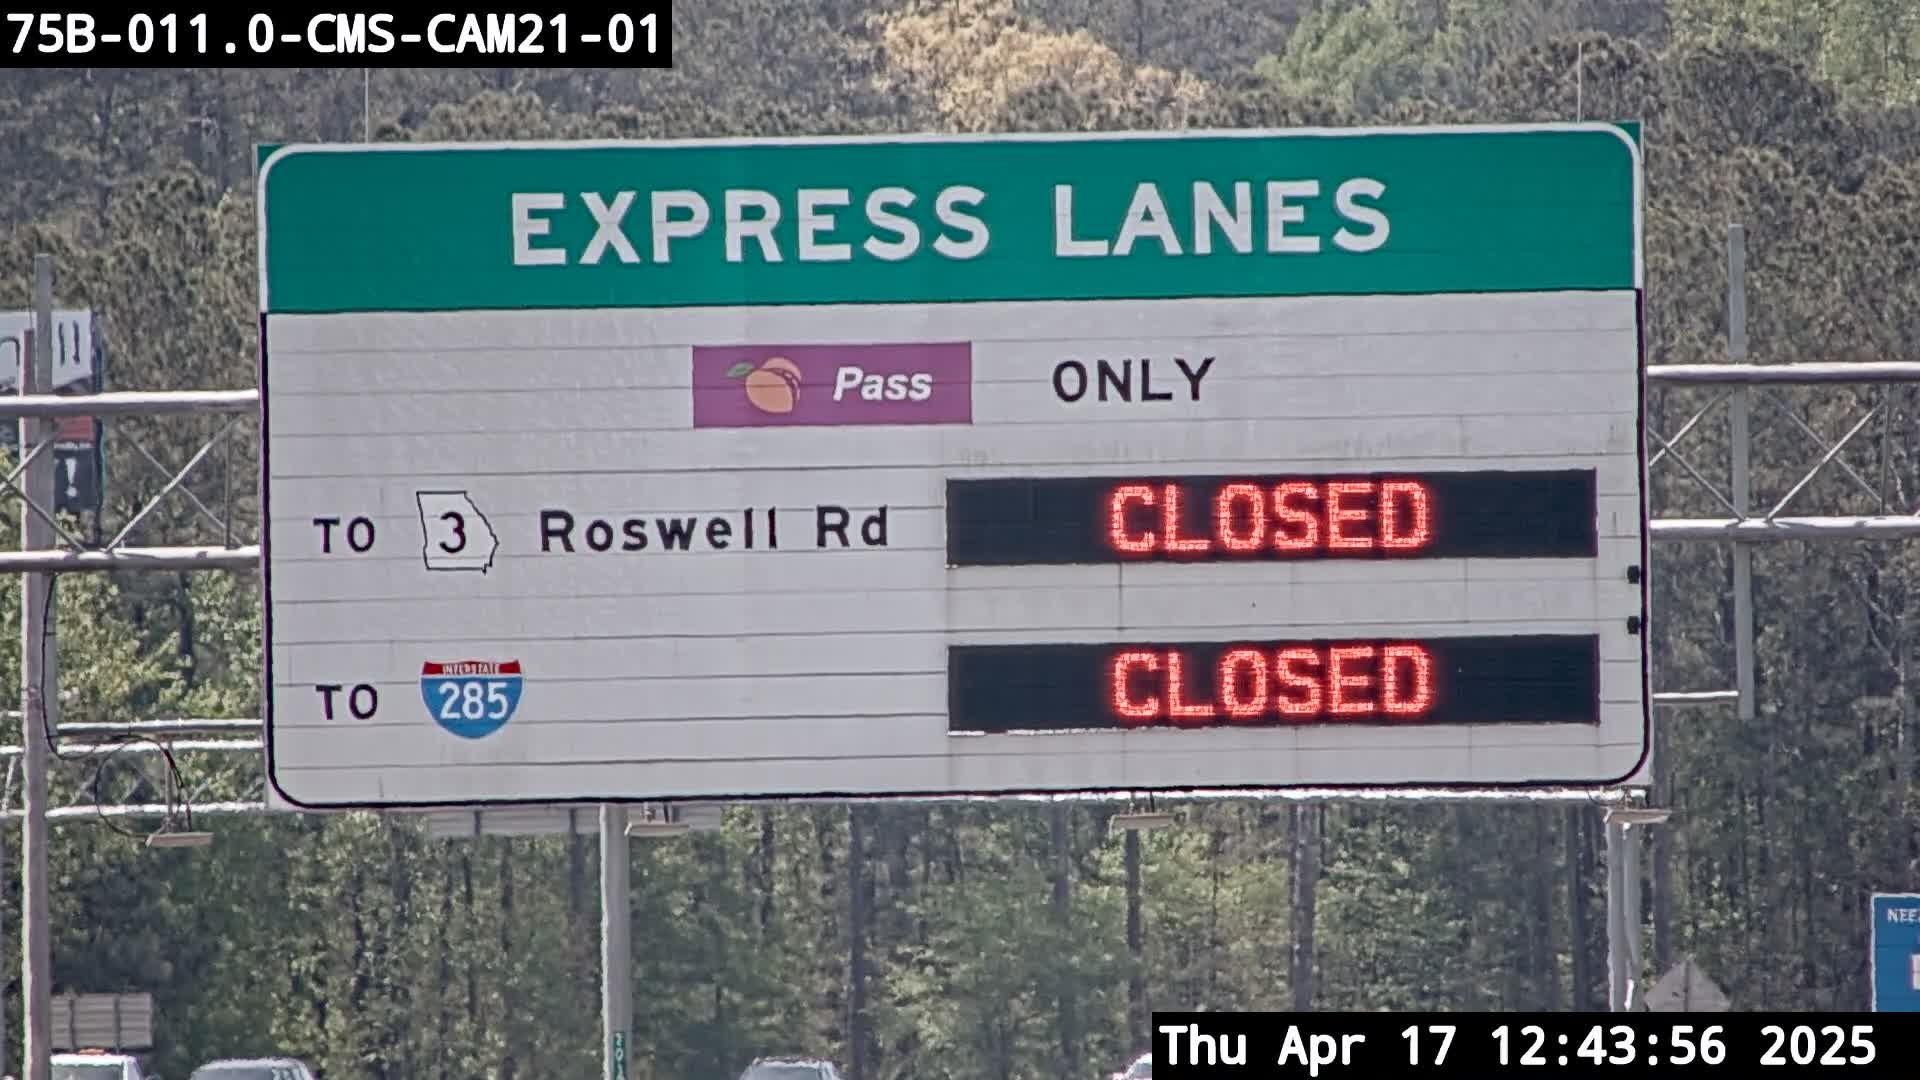 75B-011.0-CMS-CAM21-01
EXPRESS LANES
Pass ONLY
TO 3 Roswell Rd CLOSED
INTERSTATE
TO 285 CLOSED
NEE
Thu Apr 17 12:43:56 2025